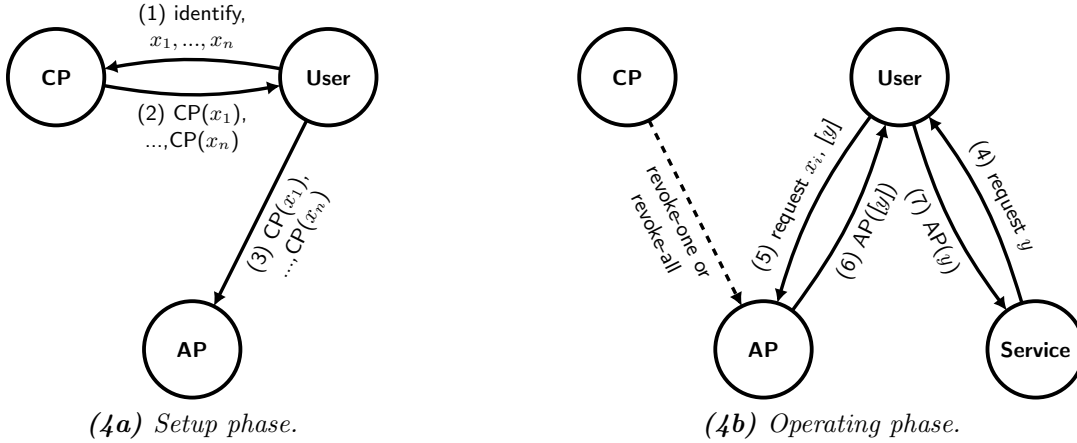 (1) identify,
x₁, ..., xₙ
CP
User
(2) CP(x₁),
...,CP(xₙ)
(3) CP(x₁),
..., CP(xₙ)
AP
(4a) Setup phase.
CP
User
revoke-one or
revoke-all
(5) request xᵢ, [y]
(6) AP([y])
(7) AP(y)
(4) request y
AP
Service
(4b) Operating phase.